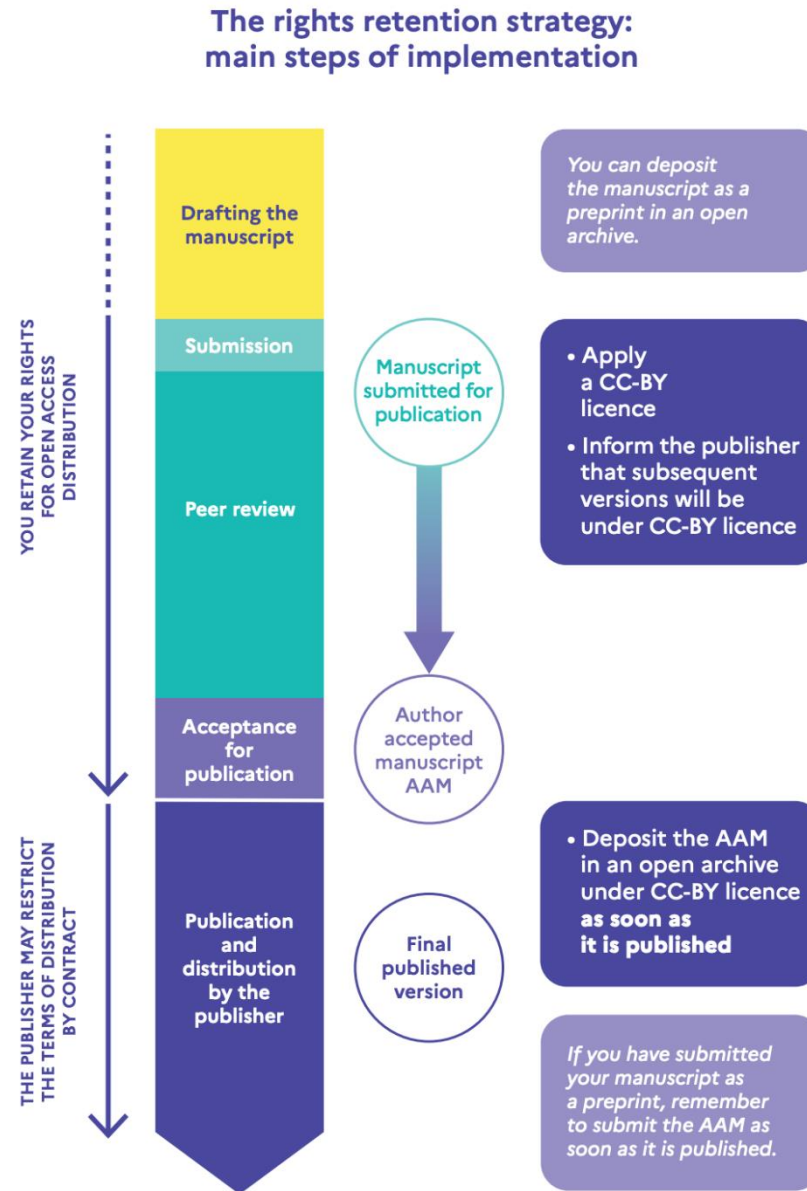 The rights retention strategy:
main steps of implementation
YOU RETAIN YOUR RIGHTS
FOR OPEN ACCESS
DISTRIBUTION
Drafting the
manuscript
You can deposit
the manuscript as a
preprint in an open
archive.
Submission
Peer review
Manuscript
submitted for
publication
• Apply
a CC-BY
licence
• Inform the publisher
that subsequent
versions will be
under CC-BY licence
Acceptance
for
publication
Author
accepted
manuscript
AAM
THE PUBLISHER MAY RESTRICT
THE TERMS OF DISTRIBUTION
BY CONTRACT
Publication
and
distribution
by the
publisher
Final
published
version
• Deposit the AAM
in an open archive
under CC-BY licence
as soon as
it is published
If you have submitted
your manuscript as
a preprint, remember
to submit the AAM as
soon as it is published.